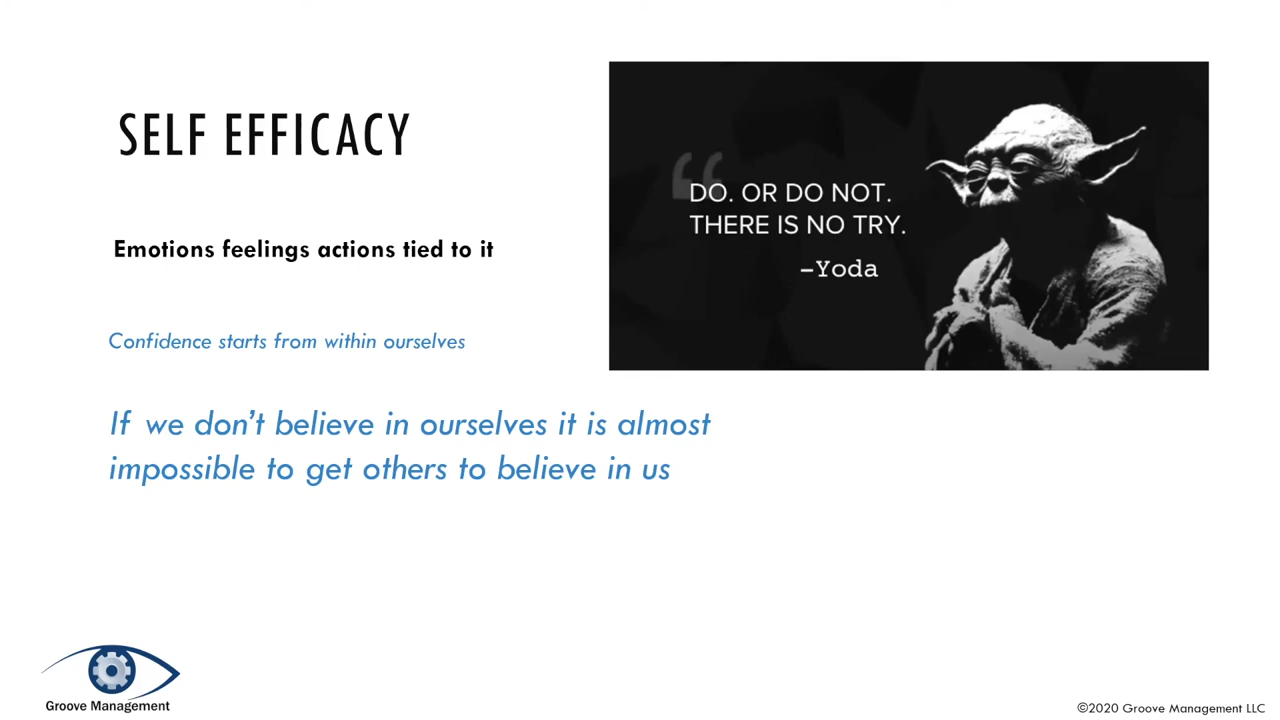 SELF EFFICACY
Emotions feelings actions tied to it
Confidence starts from within ourselves
If we don't believe in ourselves it is almost
impossible to get others to believe in us
“
DO. OR DO NOT.
THERE IS NO TRY.
–Yoda
Groove Management
©2020 Groove Management LLC